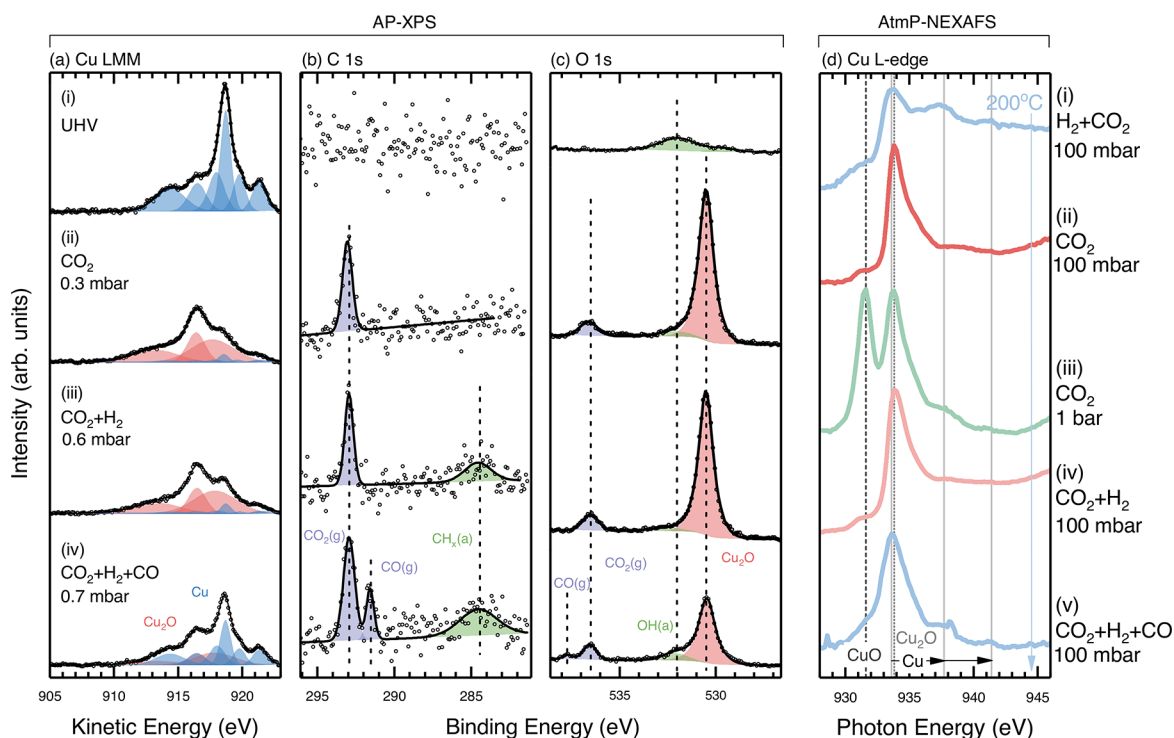 AP-XPS
AtmP-NEXAFS
(a) Cu LMM
(b) C 1s
(c) O 1s
(d) Cu L-edge
(i)
UHV
(ii)
CO₂
0.3 mbar
(iii)
CO₂+H₂
0.6 mbar
(iv)
CO₂+H₂+CO
0.7 mbar
Cu₂O
Cu
CO₂(g)
CO(g)
CHₓ(a)
CO(g)
CO₂(g)
OH(a)
Cu₂O
200°C
(i)
H₂+CO₂
100 mbar
(ii)
CO₂
100 mbar
(iii)
CO₂
1 bar
(iv)
CO₂+H₂
100 mbar
(v)
CO₂+H₂+CO
100 mbar
Cu₂O
CuO
Cu
Intensity (arb. units)
905 910 915 920
295 290 285
535 530
930 935 940 945
Kinetic Energy (eV)
Binding Energy (eV)
Photon Energy (eV)